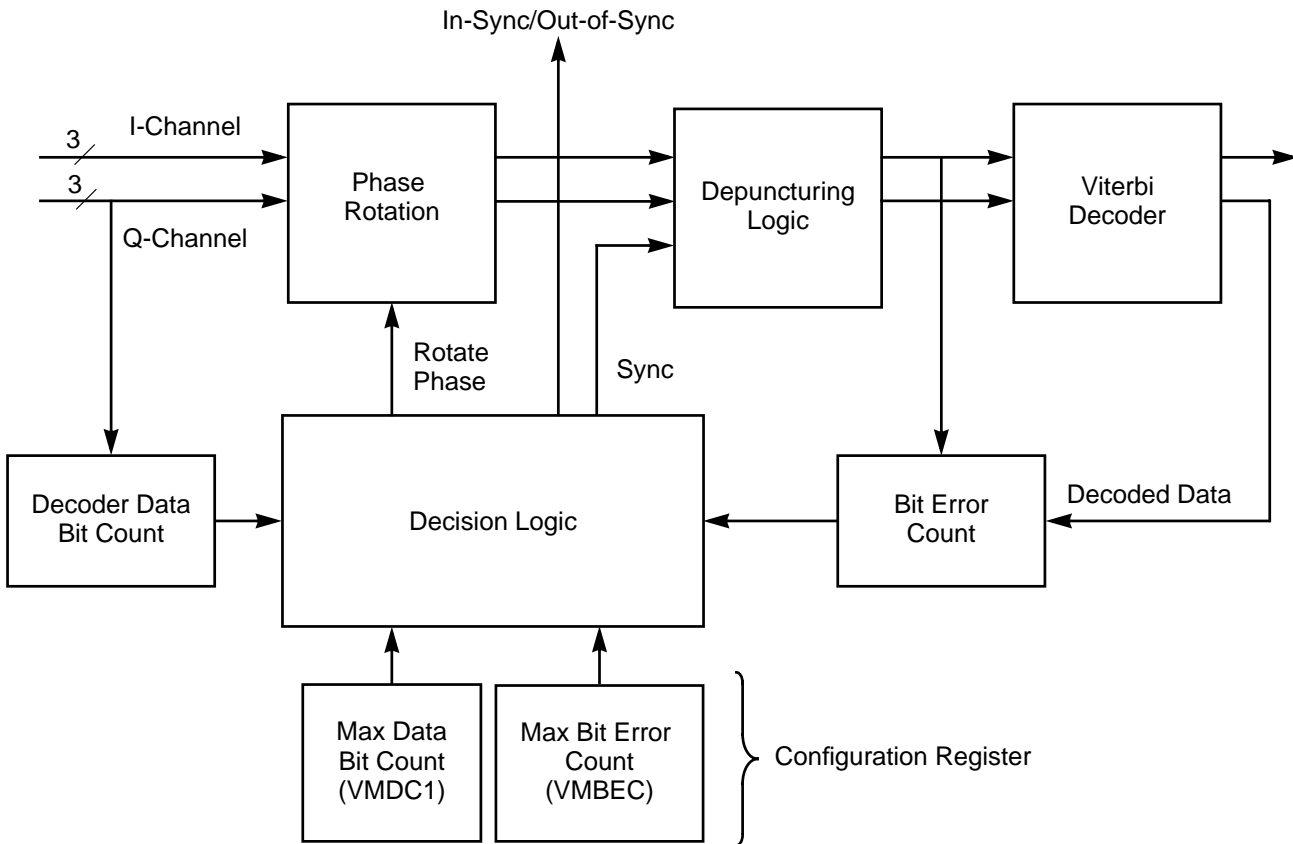 In-Sync/Out-of-Sync
3
I-Channel
3
Q-Channel
Phase
Rotation
Depuncturing
Logic
Viterbi
Decoder
Rotate
Phase
Sync
Decoder Data
Bit Count
Decision Logic
Bit Error
Count
Decoded Data
Max Data
Bit Count
(VMDC1)
Max Bit Error
Count
(VMBEC)
Configuration Register